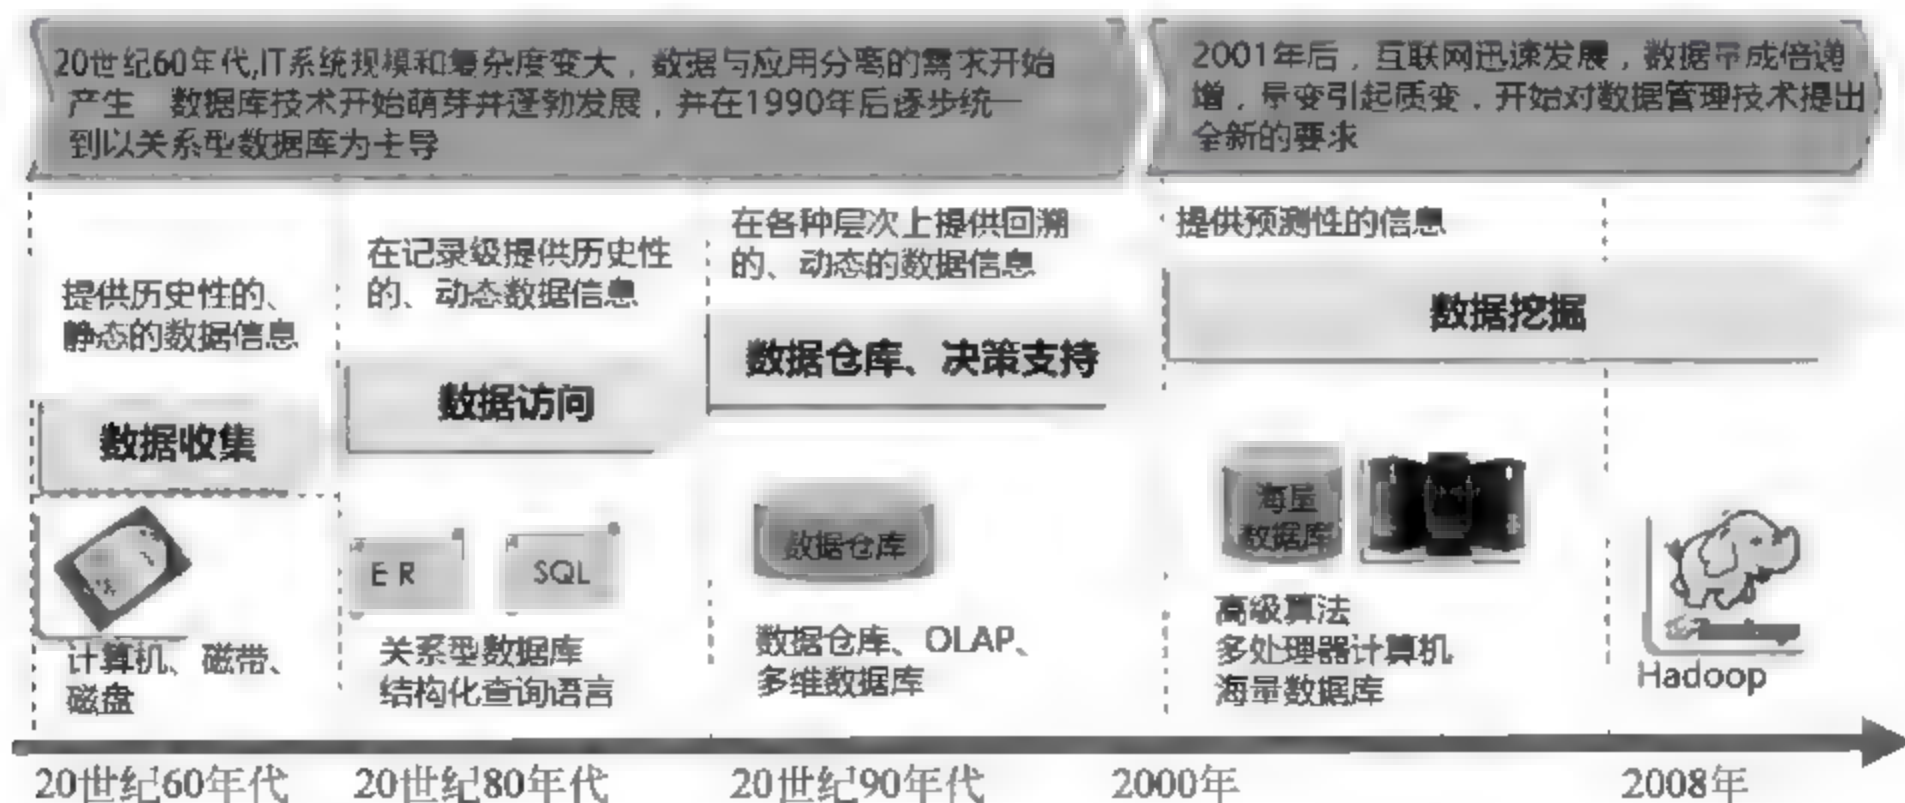 20世纪60年代,IT系统规模和复杂度变大，数据与应用分离的需求开始
产生 数据库技术开始萌芽并蓬勃发展，并在1990年后逐步统一
到以关系型数据库为主导
2001年后，互联网迅速发展，数据量成倍递
增，量变引起质变，开始对数据管理技术提出
全新的要求
提供历史性的、
静态的数据信息
数据收集
计算机、磁带、
磁盘
20世纪60年代
在记录级提供历史性
的、动态数据信息
数据访问
E R
SQL
关系型数据库
结构化查询语言
20世纪80年代
在各种层次上提供回溯
的、动态的数据信息
数据仓库、决策支持
数据仓库
数据仓库、OLAP、
多维数据库
20世纪90年代
提供预测性的信息
数据挖掘
海量
数据库
高级算法
多处理器计算机
海量数据库
2000年
Hadoop
2008年